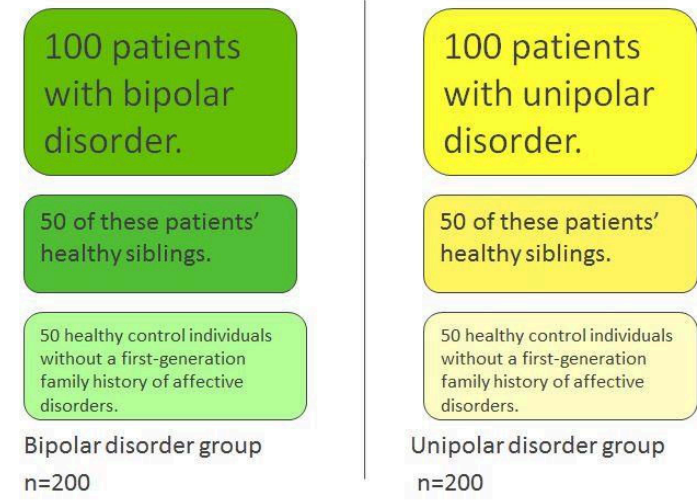 100 patients
with bipolar
disorder.
50 of these patients’
healthy siblings.
50 healthy control individuals
without a first-generation
family history of affective
disorders.
Bipolar disorder group
n=200
100 patients
with unipolar
disorder.
50 of these patients’
healthy siblings.
50 healthy control individuals
without a first-generation
family history of affective
disorders.
Unipolar disorder group
n=200